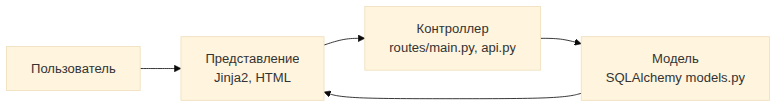 Пользователь
Представление
Jinja2, HTML
Контроллер
routes/main.py, api.py
Модель
SQLAlchemy models.py